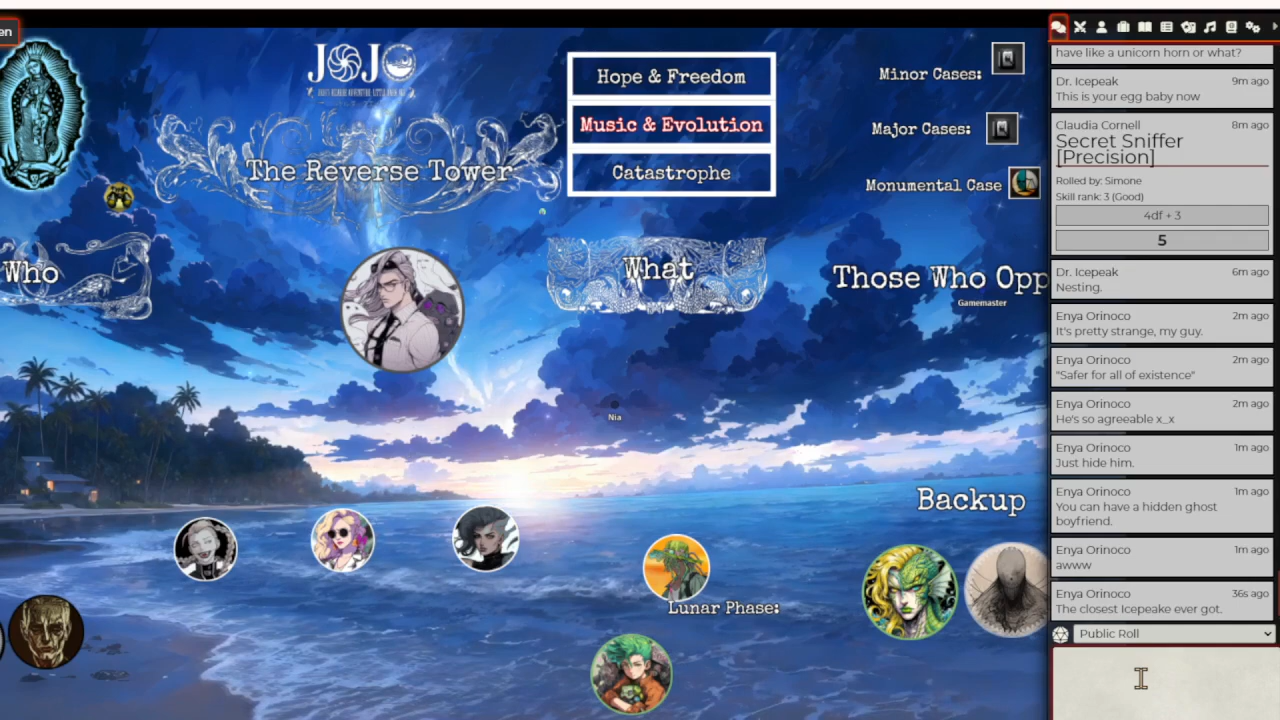 en
JOJO
The Reverse Tower
Hope & Freedom
Music & Evolution
Catastrophe
Minor Cases:
Major Cases:
Monumental Case
Who
What
Those Who Opp
Gamemaster
Nia
Backup
Lunar Phase:
have like a unicorn horn or what?
Dr. Icepeak 9m ago
This is your egg baby now
Claudia Cornell 8m ago
Secret Sniffer
[Precision]
Rolled by: Simone
Skill rank: 3 (Good)
4df + 3
5
Dr. Icepeak 6m ago
Nesting.
Enya Orinoco 2m ago
It's pretty strange, my guy.
Enya Orinoco 2m ago
"Safer for all of existence"
Enya Orinoco 2m ago
He's so agreeable x_x
Enya Orinoco 1m ago
Just hide him.
Enya Orinoco 1m ago
You can have a hidden ghost
boyfriend.
Enya Orinoco 1m ago
awww
Enya Orinoco 36s ago
The closest Icepeake ever got.
Public Roll